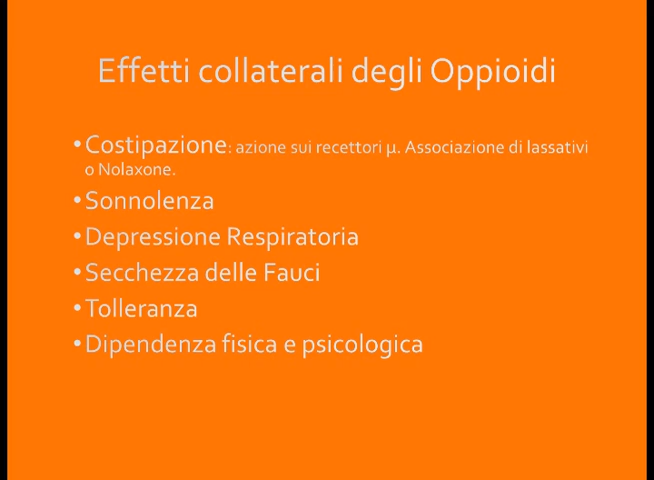 Effetti collaterali degli Oppioidi
•Costipazione: azione sui recettori μ. Associazione di lassativi
o Nolaxone.
•Sonnolenza
•Depressione Respiratoria
•Secchezza delle Fauci
•Tolleranza
•Dipendenza fisica e psicologica